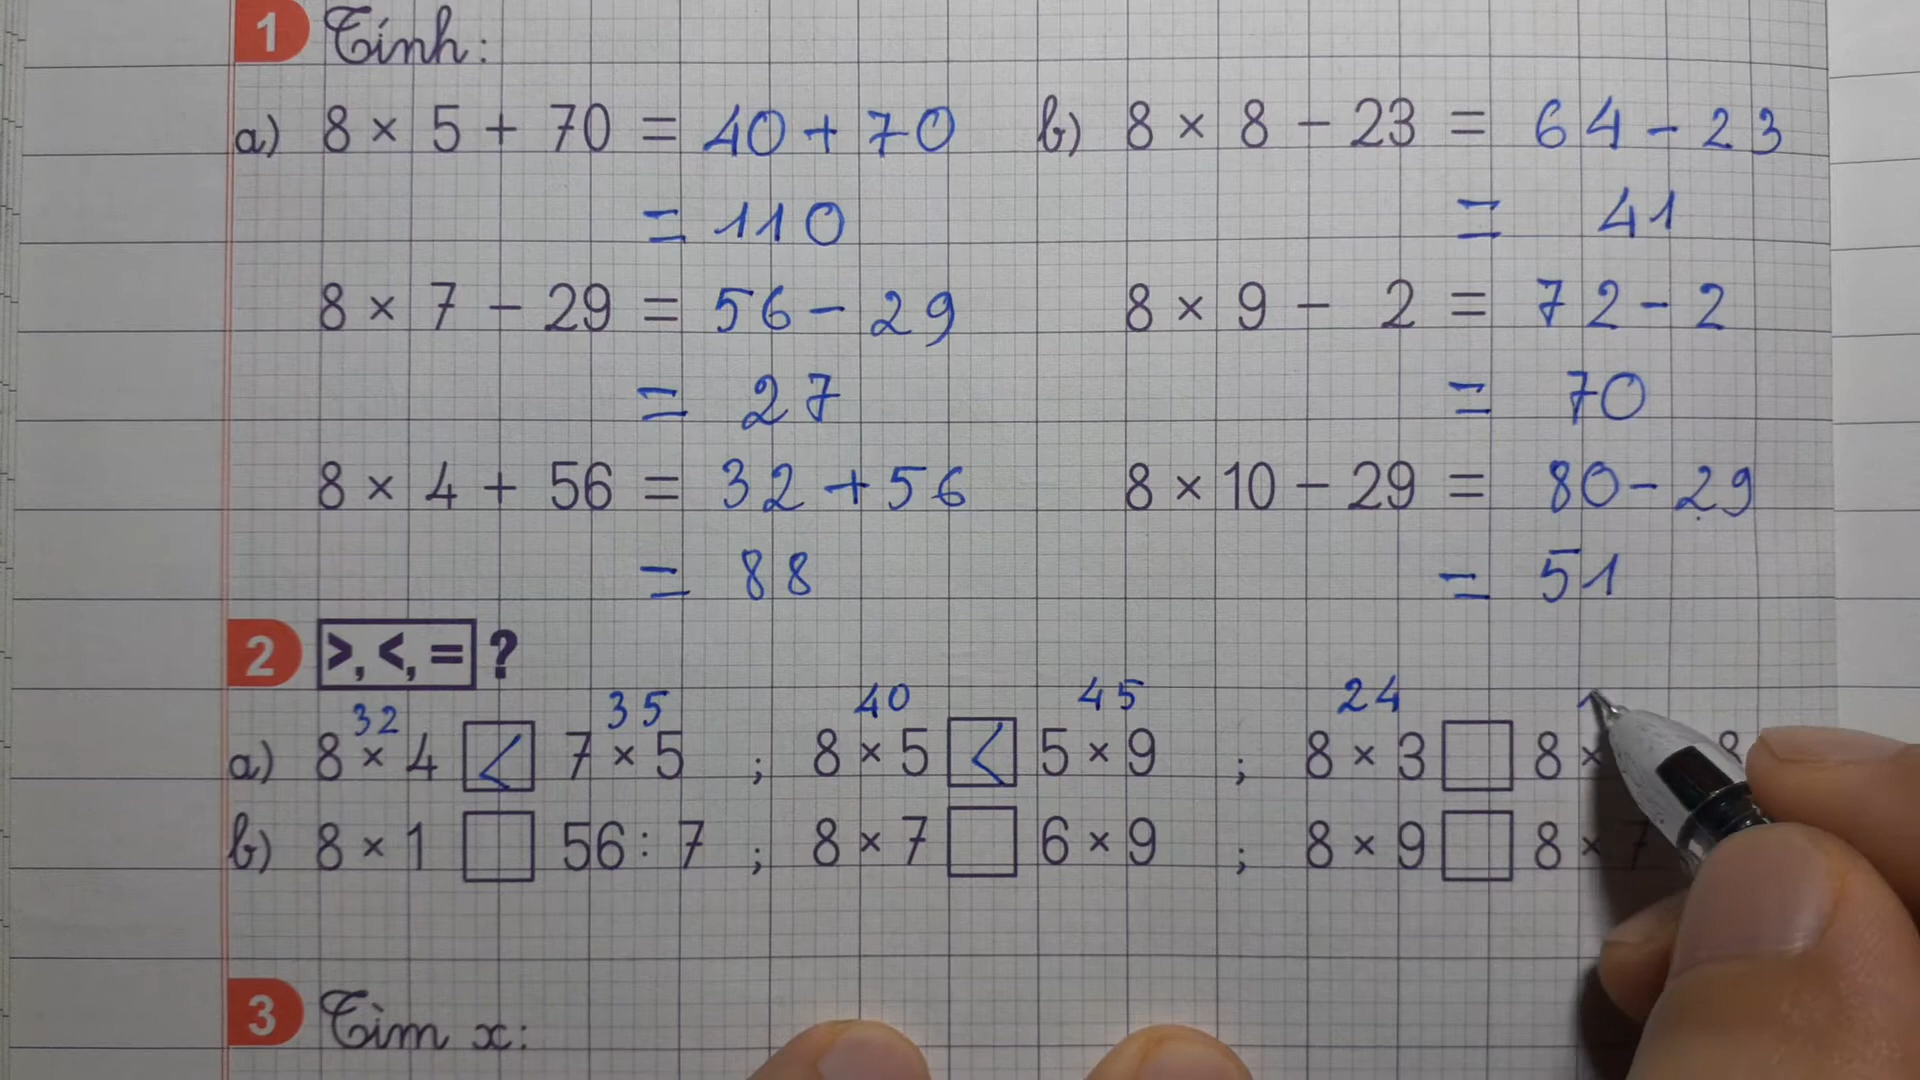 1 Tính:
a) 8 × 5 + 70 = 40 + 70 b) 8 × 8 − 23 = 64 − 23
= 110 = 41
8 × 7 − 29 = 56 − 29 8 × 9 − 2 = 72 − 2
= 27 = 70
8 × 4 + 56 = 32 + 56 8 × 10 − 29 = 80 − 29
= 88 = 51
2 >, <, = ?
32 35 40 45 24
a) 8 × 4 < 7 × 5 ; 8 × 5 < 5 × 9 ; 8 × 3 8 × 8
b) 8 × 1 56 : 7 ; 8 × 7 6 × 9 ; 8 × 9 8 × 7
3 Tìm x: